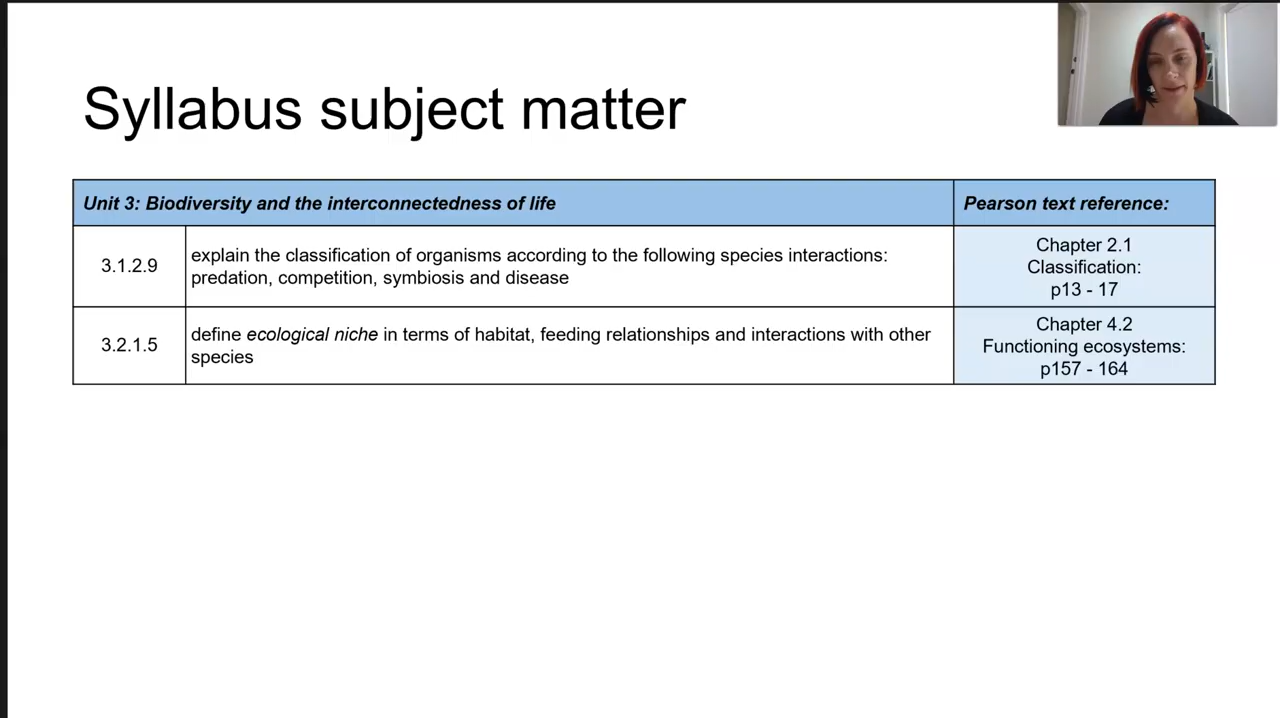 Syllabus subject matter
Unit 3: Biodiversity and the interconnectedness of life
Pearson text reference:
3.1.2.9
explain the classification of organisms according to the following species interactions:
predation, competition, symbiosis and disease
Chapter 2.1
Classification:
p13 - 17
3.2.1.5
define ecological niche in terms of habitat, feeding relationships and interactions with other
species
Chapter 4.2
Functioning ecosystems:
p157 - 164